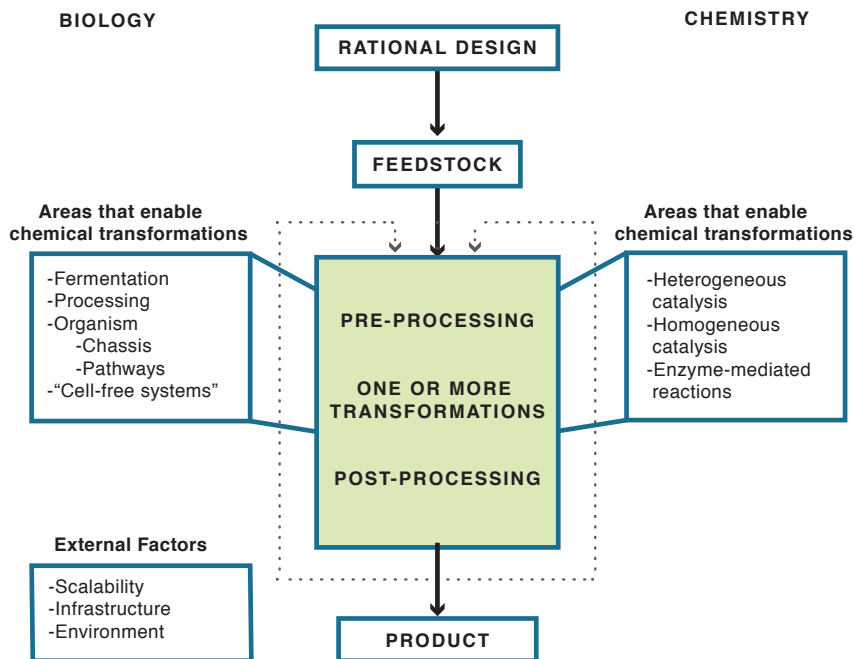 BIOLOGY
CHEMISTRY
RATIONAL DESIGN
FEEDSTOCK
Areas that enable
chemical transformations
-Fermentation
-Processing
-Organism
-Chassis
-Pathways
-“Cell-free systems”
PRE-PROCESSING
ONE OR MORE
TRANSFORMATIONS
POST-PROCESSING
Areas that enable
chemical transformations
-Heterogeneous
catalysis
-Homogeneous
catalysis
-Enzyme-mediated
reactions
External Factors
-Scalability
-Infrastructure
-Environment
PRODUCT